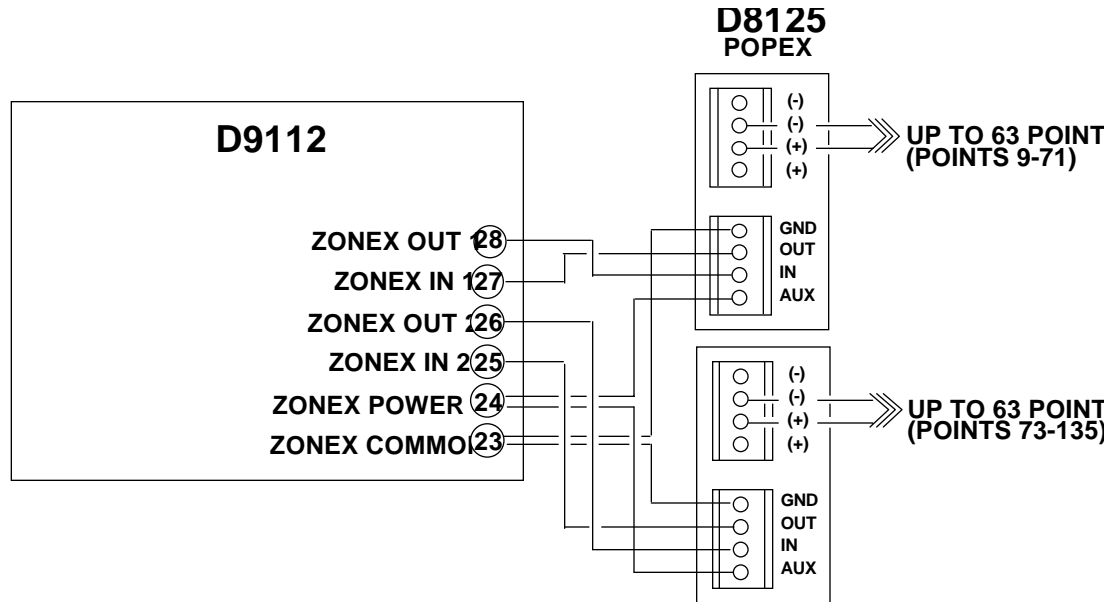 D8125
POPEX
D9112
(-)
(-)
(+)
(+)
UP TO 63 POINT
(POINTS 9-71)
GND
OUT
IN
AUX
ZONEX OUT 1 28
ZONEX IN 1 27
ZONEX OUT 2 26
ZONEX IN 2 25
ZONEX POWER 24
ZONEX COMMON 23
(-)
(-)
(+)
(+)
UP TO 63 POINT
(POINTS 73-135)
GND
OUT
IN
AUX